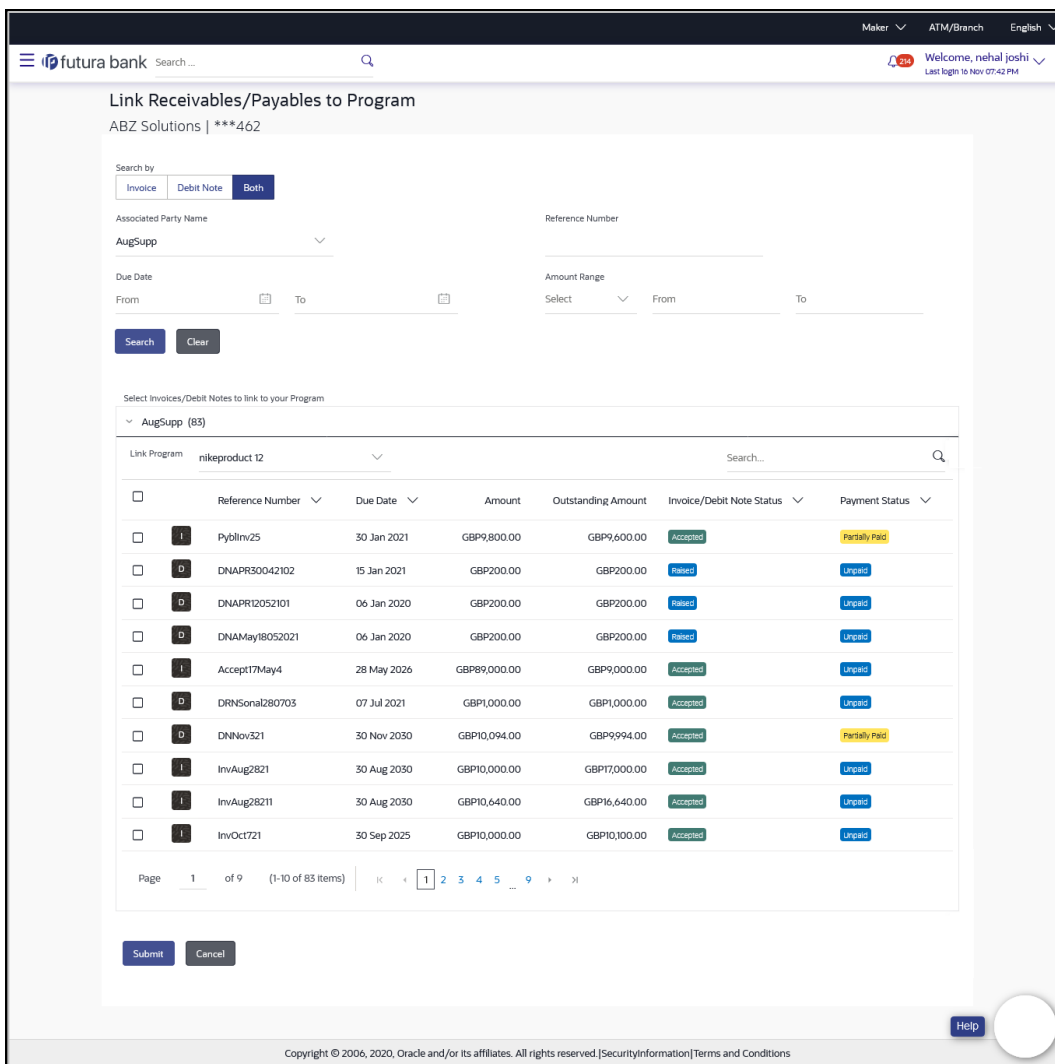 Maker ATM/Branch English
futura bank Search ... 214 Welcome, nehal joshi
Last login 16 Nov 07:42 PM
Link Receivables/Payables to Program
ABZ Solutions | ***462
Search by
Invoice Debit Note Both
Associated Party Name Reference Number
AugSupp
Due Date Amount Range
From To Select From To
Search Clear
Select Invoices/Debit Notes to link to your Program
AugSupp (83)
Link Program nikeproduct 12 Search...
Reference Number Due Date Amount Outstanding Amount Invoice/Debit Note Status Payment Status
I PyblInv25 30 Jan 2021 GBP9,800.00 GBP9,600.00 Accepted Partially Paid
D DNAPR30042102 15 Jan 2021 GBP200.00 GBP200.00 Raised Unpaid
D DNAPR12052101 06 Jan 2020 GBP200.00 GBP200.00 Raised Unpaid
D DNAMay18052021 06 Jan 2020 GBP200.00 GBP200.00 Raised Unpaid
I Accept17May4 28 May 2026 GBP89,000.00 GBP9,000.00 Accepted Unpaid
D DRNSonal280703 07 Jul 2021 GBP1,000.00 GBP1,000.00 Accepted Unpaid
D DNNov321 30 Nov 2030 GBP10,094.00 GBP9,994.00 Accepted Partially Paid
I InvAug2821 30 Aug 2030 GBP10,000.00 GBP17,000.00 Accepted Unpaid
I InvAug28211 30 Aug 2030 GBP10,640.00 GBP16,640.00 Accepted Unpaid
I InvOct721 30 Sep 2025 GBP10,000.00 GBP10,100.00 Accepted Unpaid
Page 1 of 9 (1-10 of 83 items) 1 2 3 4 5 ... 9
Submit Cancel
Help
Copyright © 2006, 2020, Oracle and/or its affiliates. All rights reserved.|SecurityInformation|Terms and Conditions